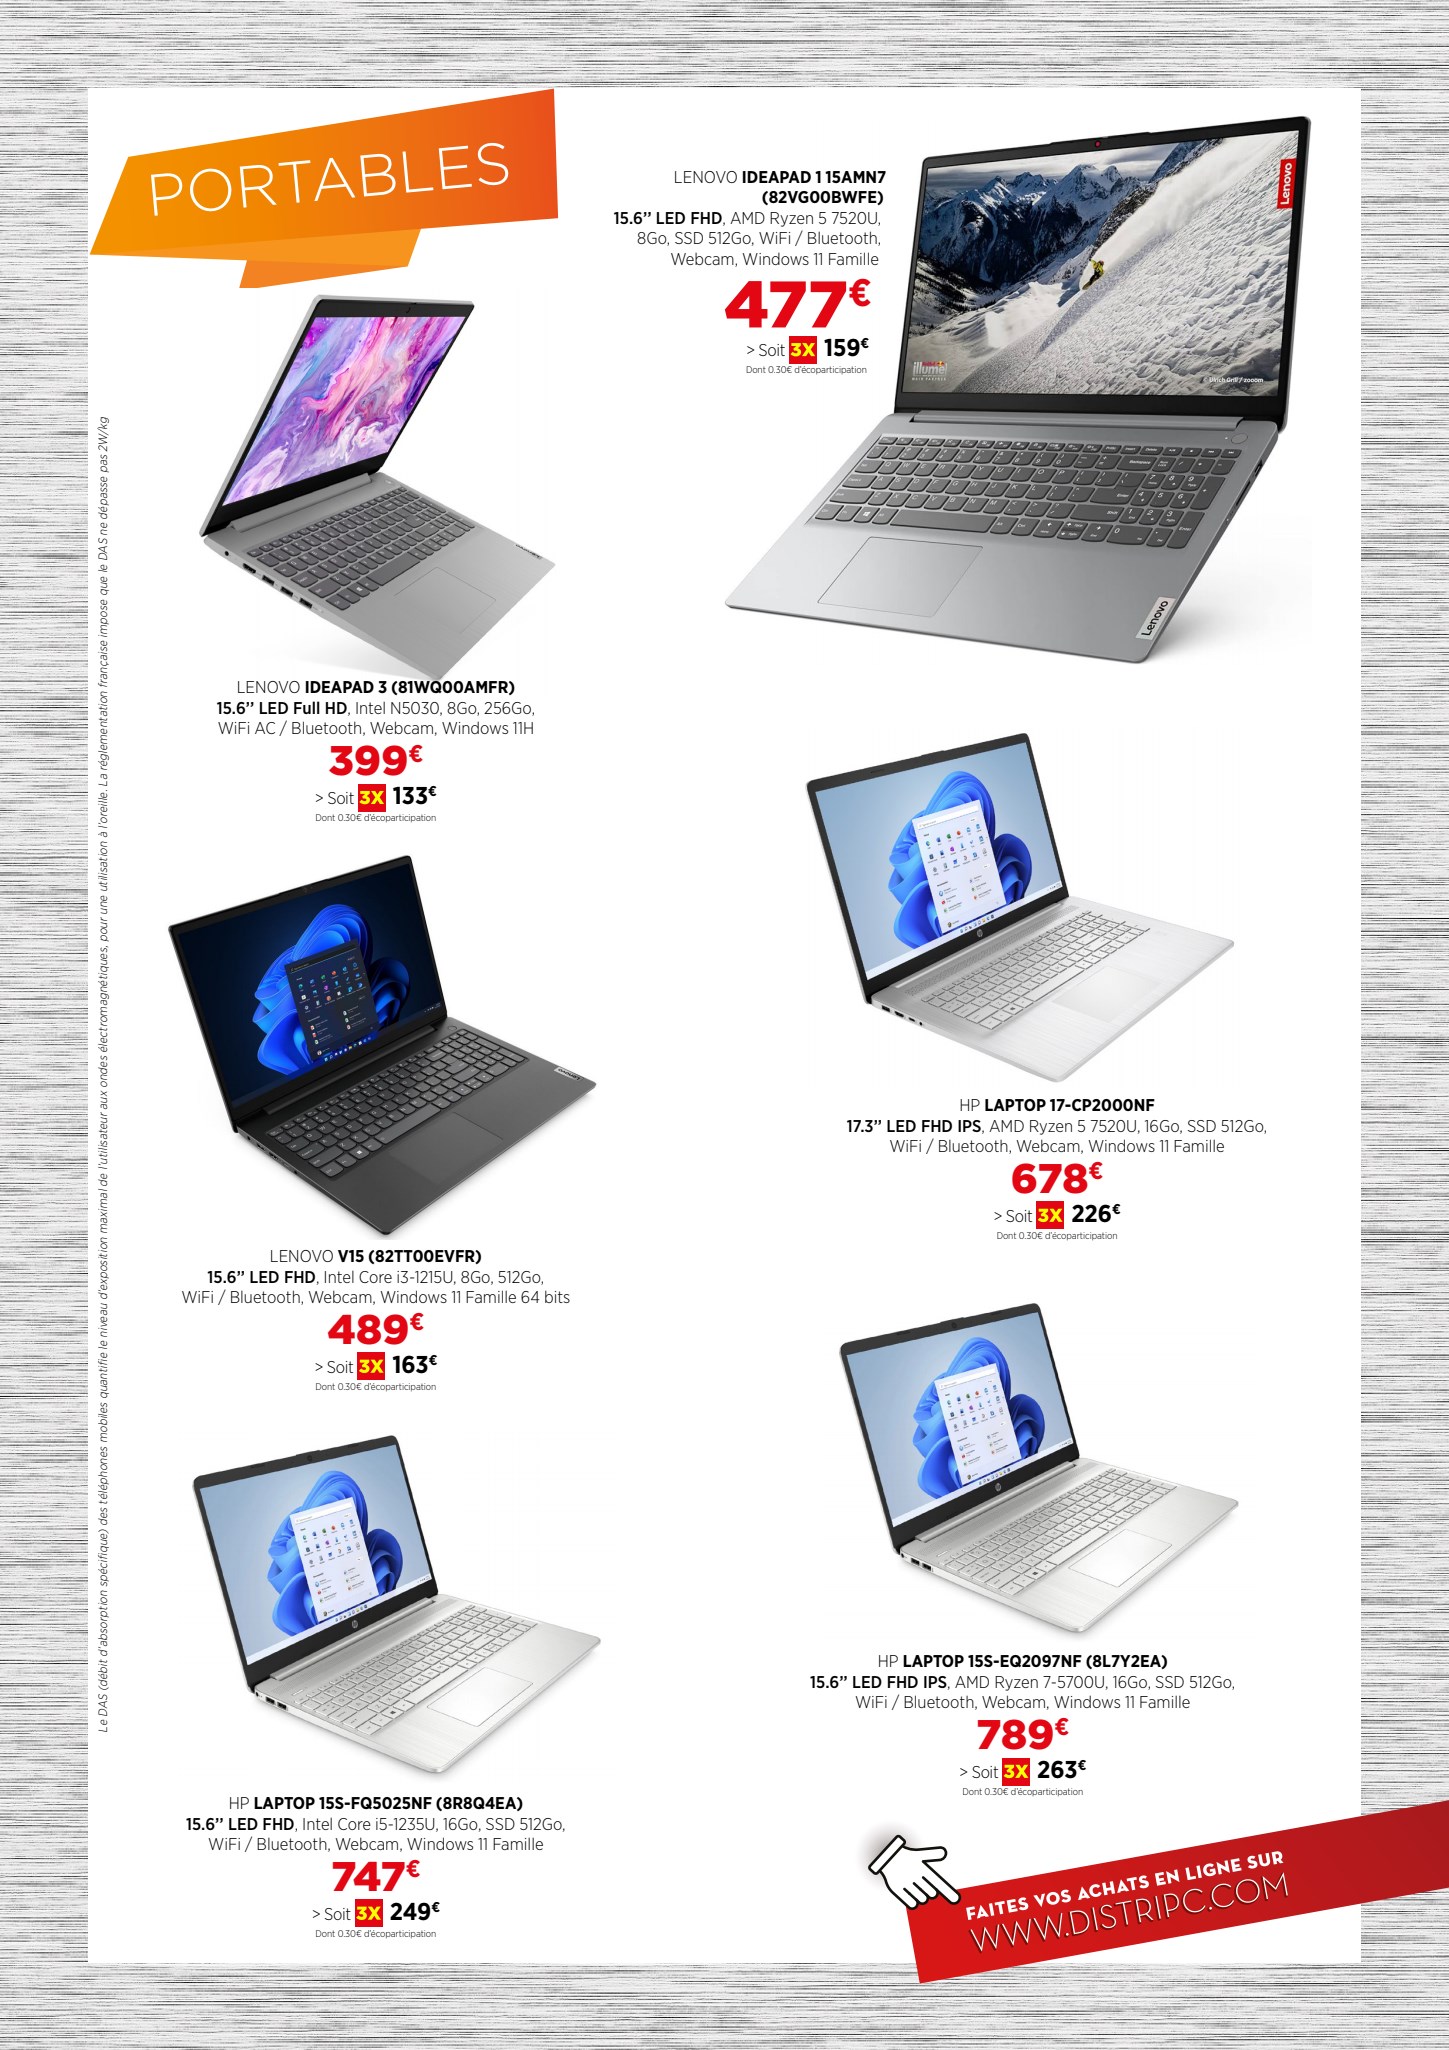 PORTABLES
LENOVO IDEAPAD 1 15AMN7
(82VG00BWFE)
15.6’’ LED FHD, AMD Ryzen 5 7520U,
8Go, SSD 512Go, WiFi / Bluetooth,
Webcam, Windows 11 Famille
477€
> Soit 3X 159€
Dont 0.30€ d'écoparticipation
Lenovo
illume
© Ulrich Grill / zooom
Lenovo
LENOVO IDEAPAD 3 (81WQ00AMFR)
15.6’’ LED Full HD, Intel N5030, 8Go, 256Go,
WiFi AC / Bluetooth, Webcam, Windows 11H
399€
> Soit 3X 133€
Dont 0.30€ d'écoparticipation
HP LAPTOP 17-CP2000NF
17.3’’ LED FHD IPS, AMD Ryzen 5 7520U, 16Go, SSD 512Go,
WiFi / Bluetooth, Webcam, Windows 11 Famille
678€
> Soit 3X 226€
Dont 0.30€ d'écoparticipation
LENOVO V15 (82TT00EVFR)
15.6’’ LED FHD, Intel Core i3-1215U, 8Go, 512Go,
WiFi / Bluetooth, Webcam, Windows 11 Famille 64 bits
489€
> Soit 3X 163€
Dont 0.30€ d'écoparticipation
HP LAPTOP 15S-EQ2097NF (8L7Y2EA)
15.6’’ LED FHD IPS, AMD Ryzen 7-5700U, 16Go, SSD 512Go,
WiFi / Bluetooth, Webcam, Windows 11 Famille
789€
> Soit 3X 263€
Dont 0.30€ d'écoparticipation
HP LAPTOP 15S-FQ5025NF (8R8Q4EA)
15.6’’ LED FHD, Intel Core i5-1235U, 16Go, SSD 512Go,
WiFi / Bluetooth, Webcam, Windows 11 Famille
747€
> Soit 3X 249€
Dont 0.30€ d'écoparticipation
FAITES VOS ACHATS EN LIGNE SUR
WWW.DISTRIPC.COM
Le DAS (débit d'absorption spécifique) des téléphones mobiles quantifie le niveau d'exposition maximal de l'utilisateur aux ondes électromagnétiques, pour une utilisation à l'oreille. La réglementation française impose que le DAS ne dépasse pas 2W/kg